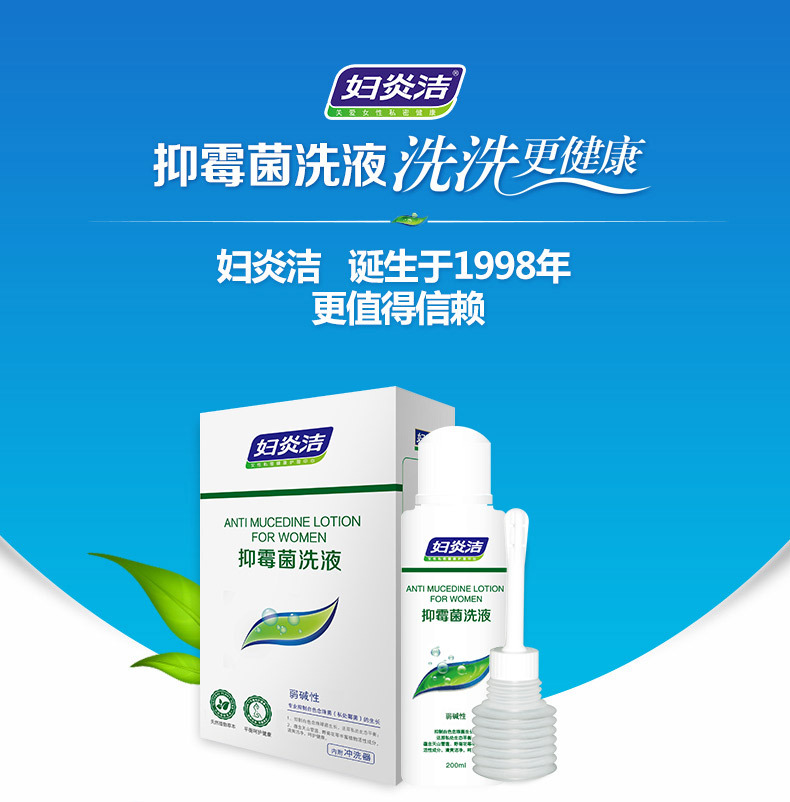 妇炎洁®
关爱女性私密健康
抑霉菌洗液 洗洗更健康
妇炎洁 诞生于1998年
更值得信赖
妇炎洁
ANTI MUCEDINE LOTION
FOR WOMEN
抑霉菌洗液
弱碱性
专业抑制白色念珠菌（私处霉菌）的生长
天然植物草本
平衡呵护健康
内附 冲洗器
妇炎洁
ANTI MUCEDINE LOTION
FOR WOMEN
抑霉菌洗液
弱碱性
200ml